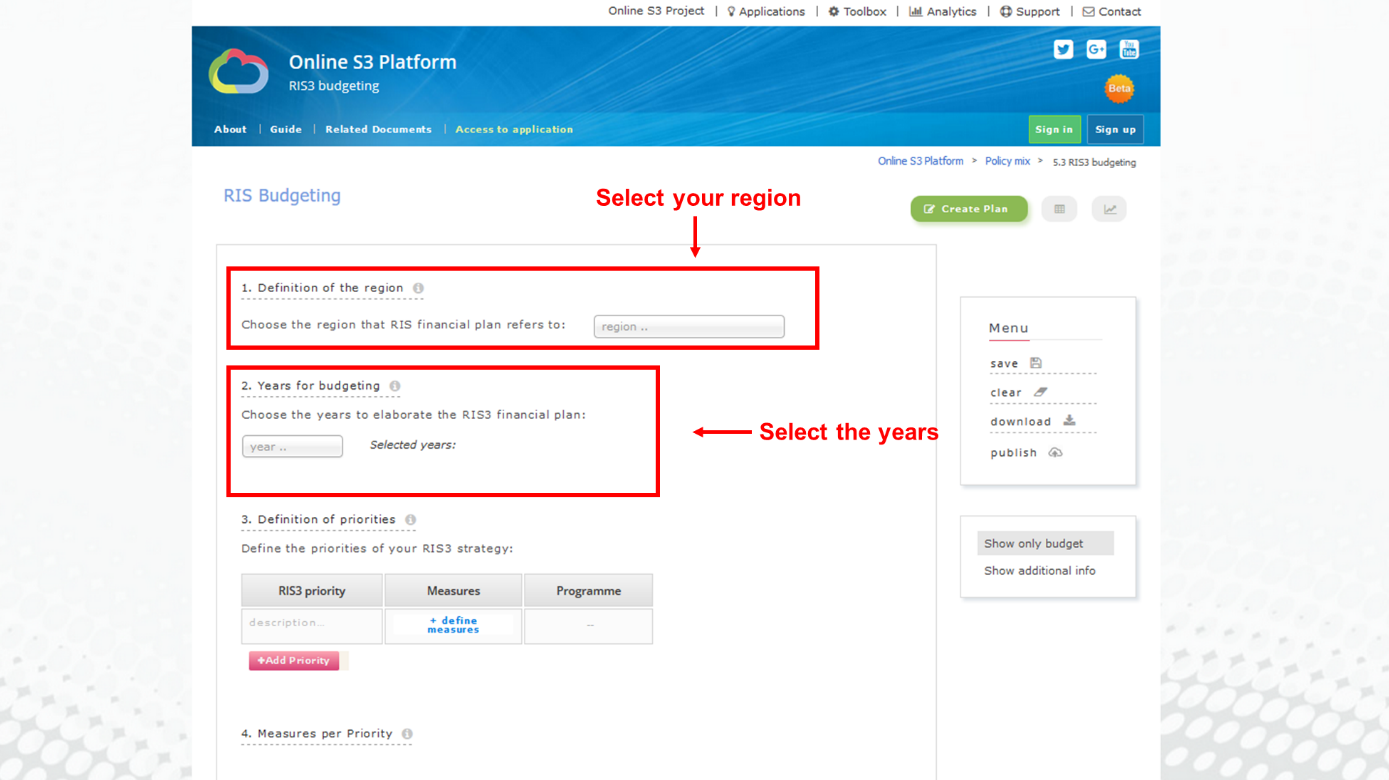 Online S3 Project | Applications | Toolbox | Analytics | Support | Contact
Online S3 Platform
RIS3 budgeting
You
Tube
G+
Beta
About | Guide | Related Documents | Access to application
Sign in Sign up
Online S3 Platform > Policy mix > 5.3 RIS3 budgeting
RIS Budgeting
Select your region
Create Plan
1. Definition of the region
Choose the region that RIS financial plan refers to: region ..
2. Years for budgeting
Choose the years to elaborate the RIS3 financial plan:
year .. Selected years:
Select the years
3. Definition of priorities
Define the priorities of your RIS3 strategy:
RIS3 priority Measures Programme
description... + define
measures
...
+Add Priority
4. Measures per Priority
Menu
save
clear
download
publish
Show only budget
Show additional info